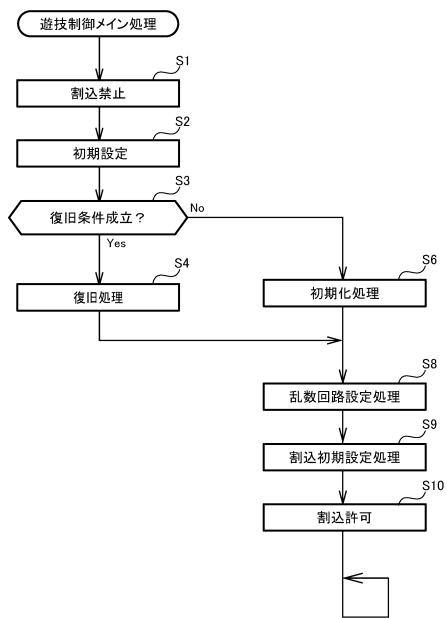 遊技制御メイン処理
S1
割込禁止
S2
初期設定
S3
復旧条件成立？
No
Yes
S4
復旧処理
S6
初期化処理
S8
乱数回路設定処理
S9
割込初期設定処理
S10
割込許可